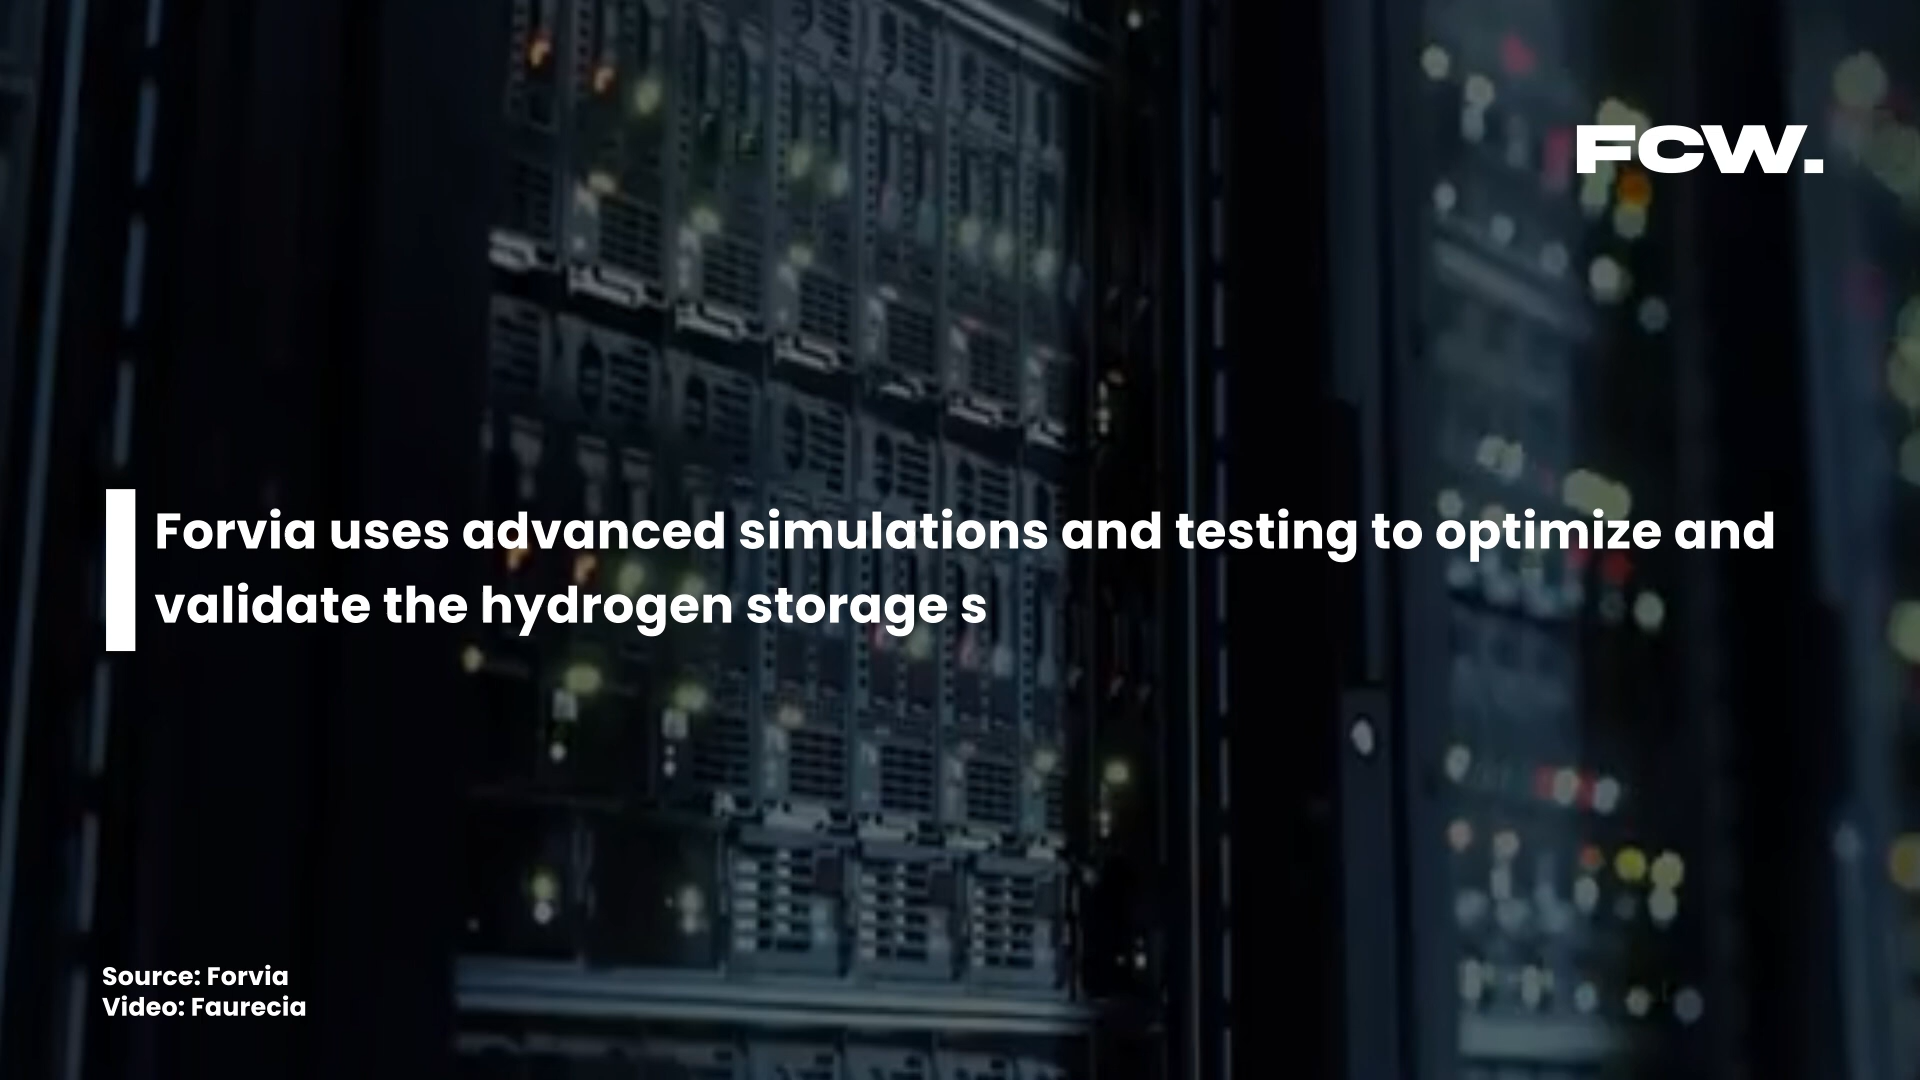 FCW.
Forvia uses advanced simulations and testing to optimize and
validate the hydrogen storage s
Source: Forvia
Video: Faurecia